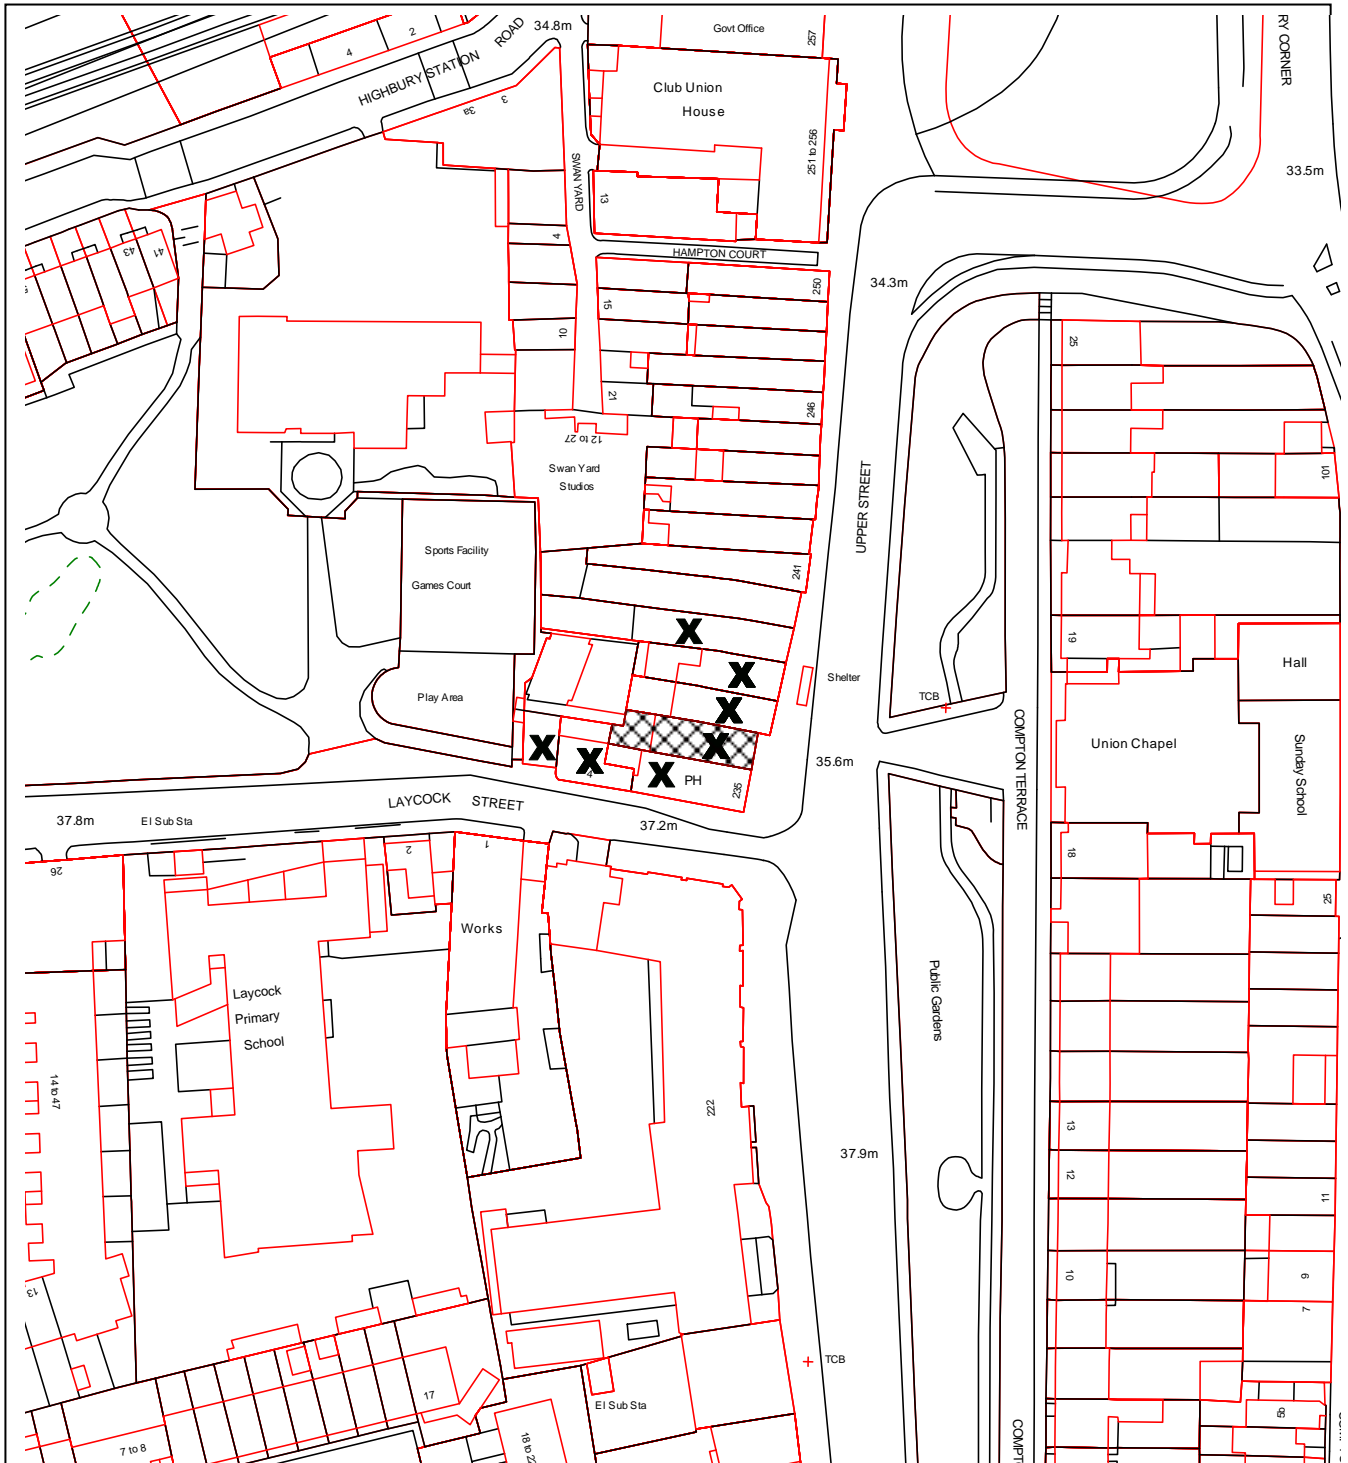 34.8m
ROAD
HIGHBURY STATION
4
2
3
3a
Govt Office
257
Club Union
House
251 to 256
RY CORNER
33.5m
SWAN YARD
13
4
HAMPTON COURT
43
41
250
34.3m
15
10
25
21
246
12 to 27
Swan Yard
Studios
101
UPPER STREET
Sports Facility
Games Court
241
X
19
Hall
X
Shelter
Play Area
TCB
X
COMPTON TERRACE
Union Chapel
Sunday School
X
X
X
4
X
PH
235
35.6m
LAYCOCK STREET
37.8m
El Sub Sta
37.2m
26
2
1
18
25
Works
Public Gardens
Laycock
Primary
School
14 to 47
222
13
12
37.9m
11
10
9
7
13
TCB
17
El Sub Sta
5b
7 to 8
COMPT